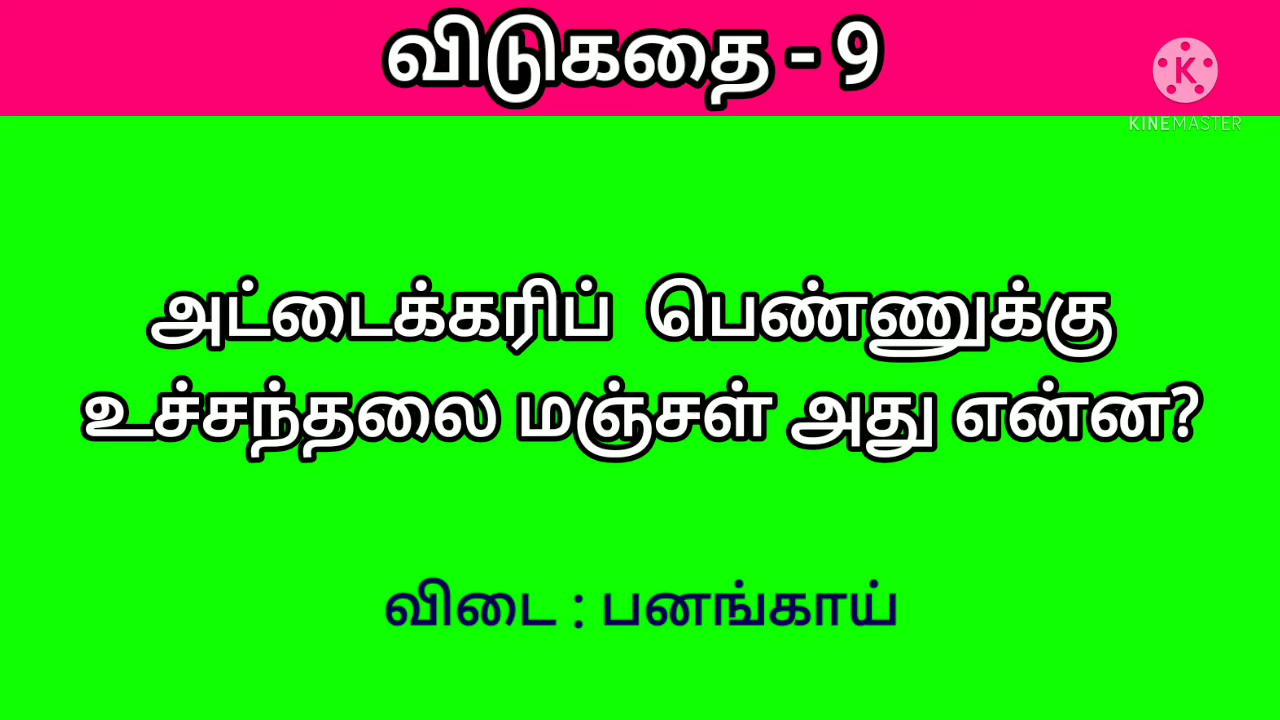 விடுகதை - 9
KINEMASTER
அட்டைக்கரிப் பெண்ணுக்கு
உச்சந்தலை மஞ்சள் அது என்ன?
விடை : பனங்காய்